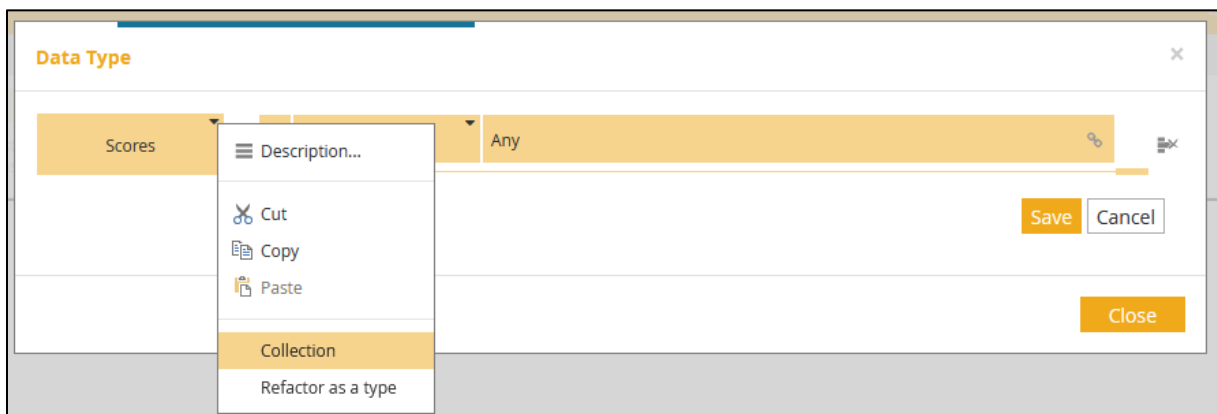 Data Type
×
Scores
Any
Description...
Cut
Copy
Paste
Collection
Refactor as a type
Save
Cancel
Close